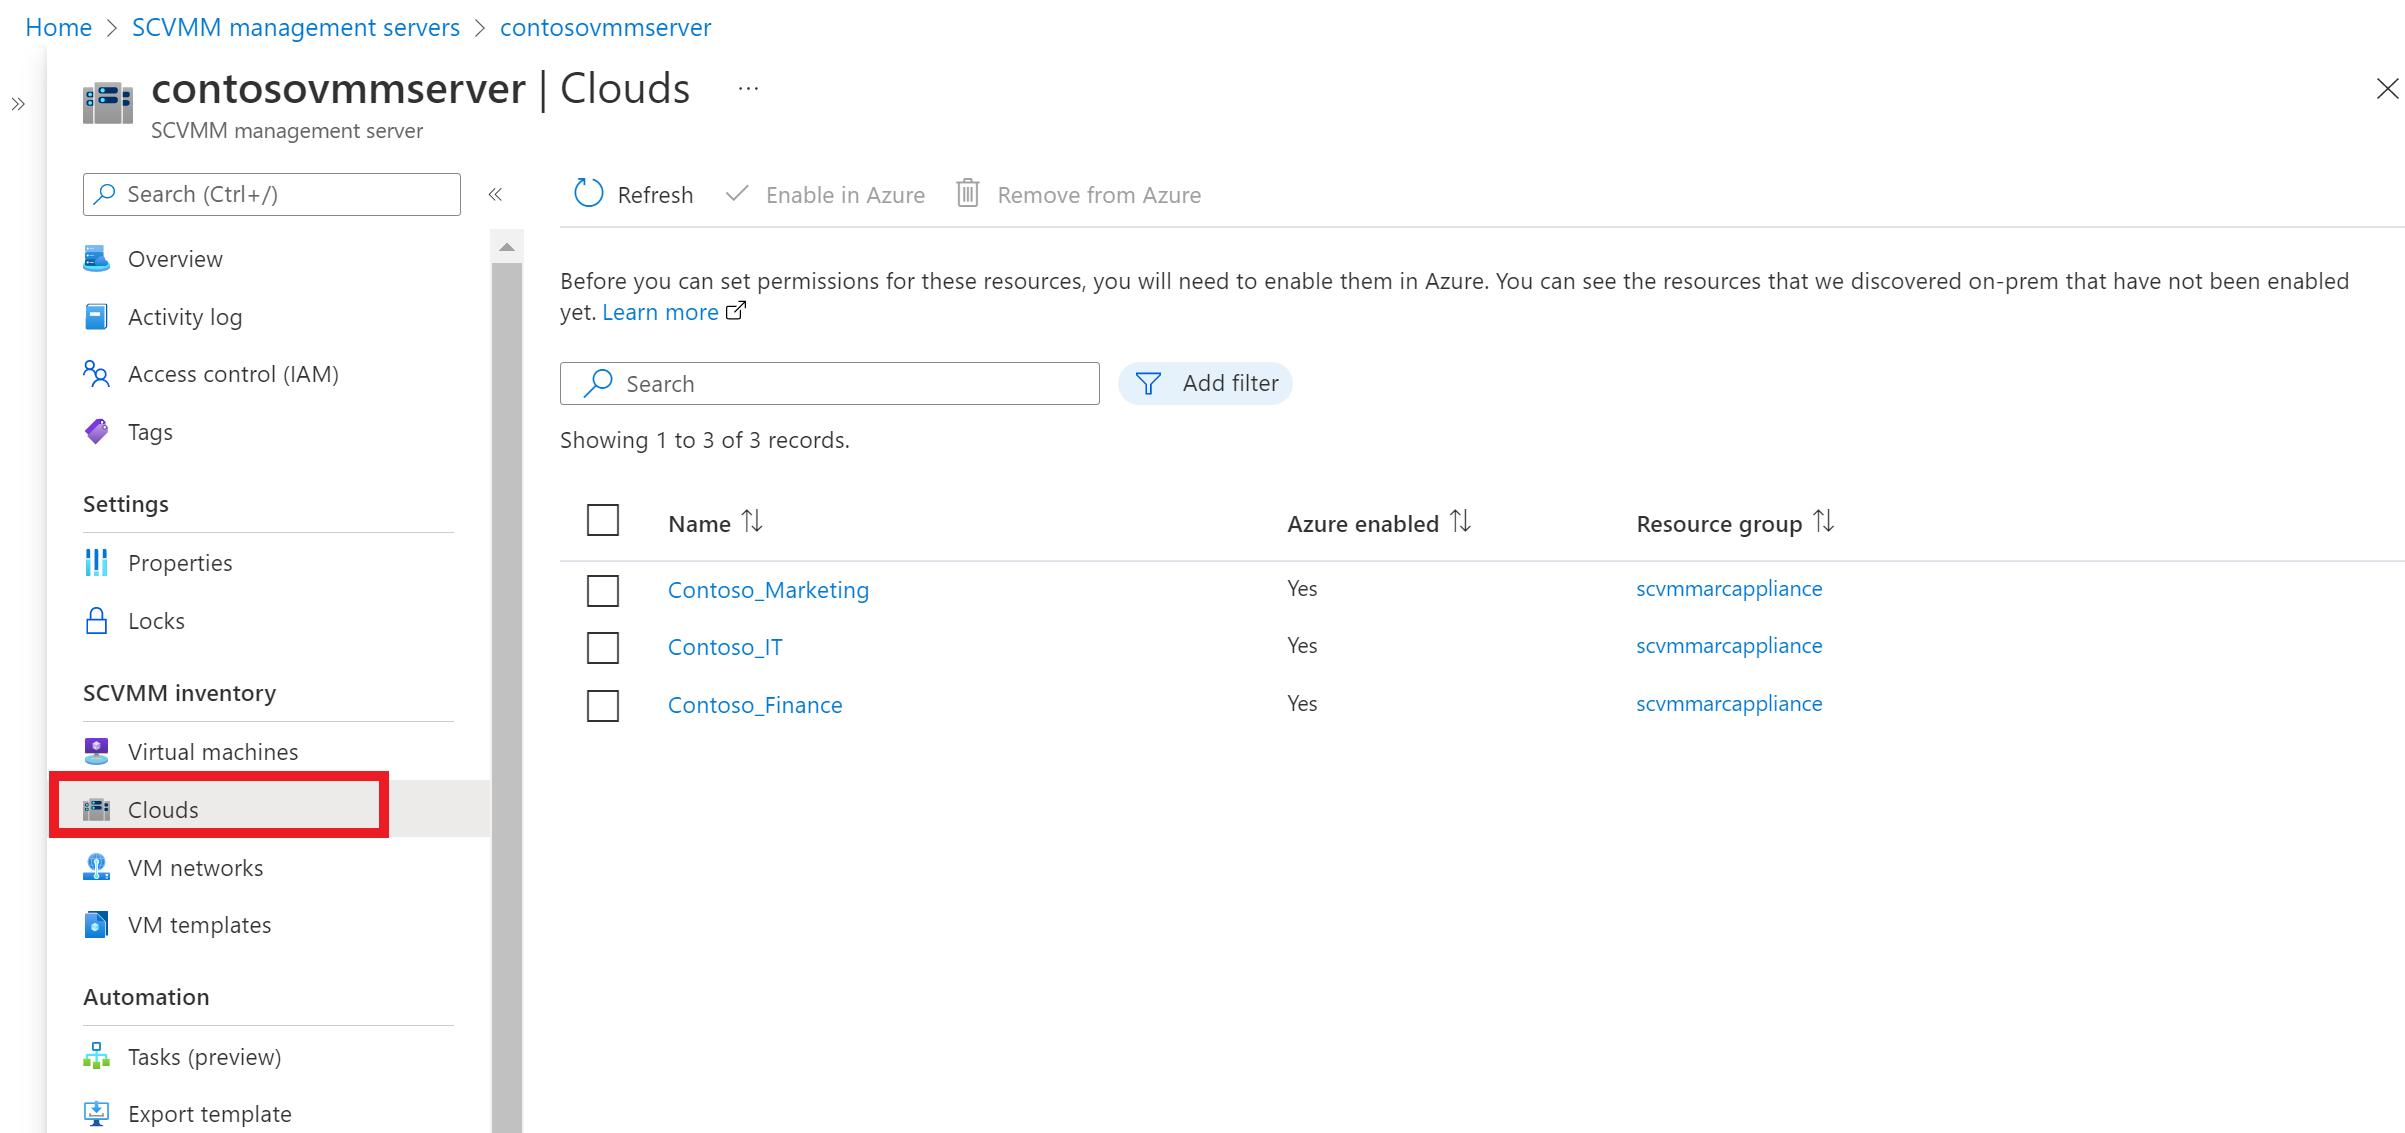 Home > SCVMM management servers > contosovmmserver
contosovmmserver | Clouds ...
SCVMM management server
Search (Ctrl+/)
Overview
Activity log
Access control (IAM)
Tags
Settings
Properties
Locks
SCVMM inventory
Virtual machines
Clouds
VM networks
VM templates
Automation
Tasks (preview)
Export template
Refresh Enable in Azure Remove from Azure
Before you can set permissions for these resources, you will need to enable them in Azure. You can see the resources that we discovered on-prem that have not been enabled
yet. Learn more
Search Add filter
Showing 1 to 3 of 3 records.
Name Azure enabled Resource group
Contoso_Marketing Yes scvmmarcappliance
Contoso_IT Yes scvmmarcappliance
Contoso_Finance Yes scvmmarcappliance